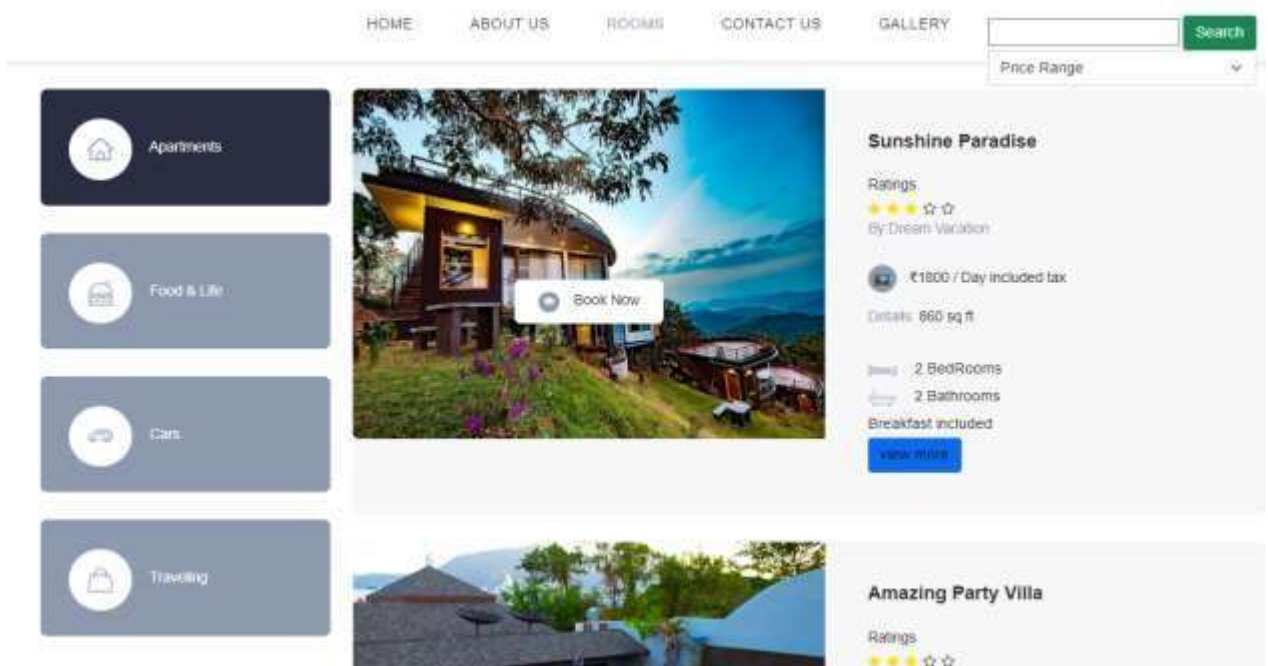 HOME ABOUT US ROOMS CONTACT US GALLERY Search
Price Range
Apartments
Food & Life
Cars
Traveling
Book Now
Sunshine Paradise
Ratings
By:Dream Vacation
₹1800 / Day included tax
Details: 860 sq ft
2 BedRooms
2 Bathrooms
Breakfast included
view more
Amazing Party Villa
Ratings